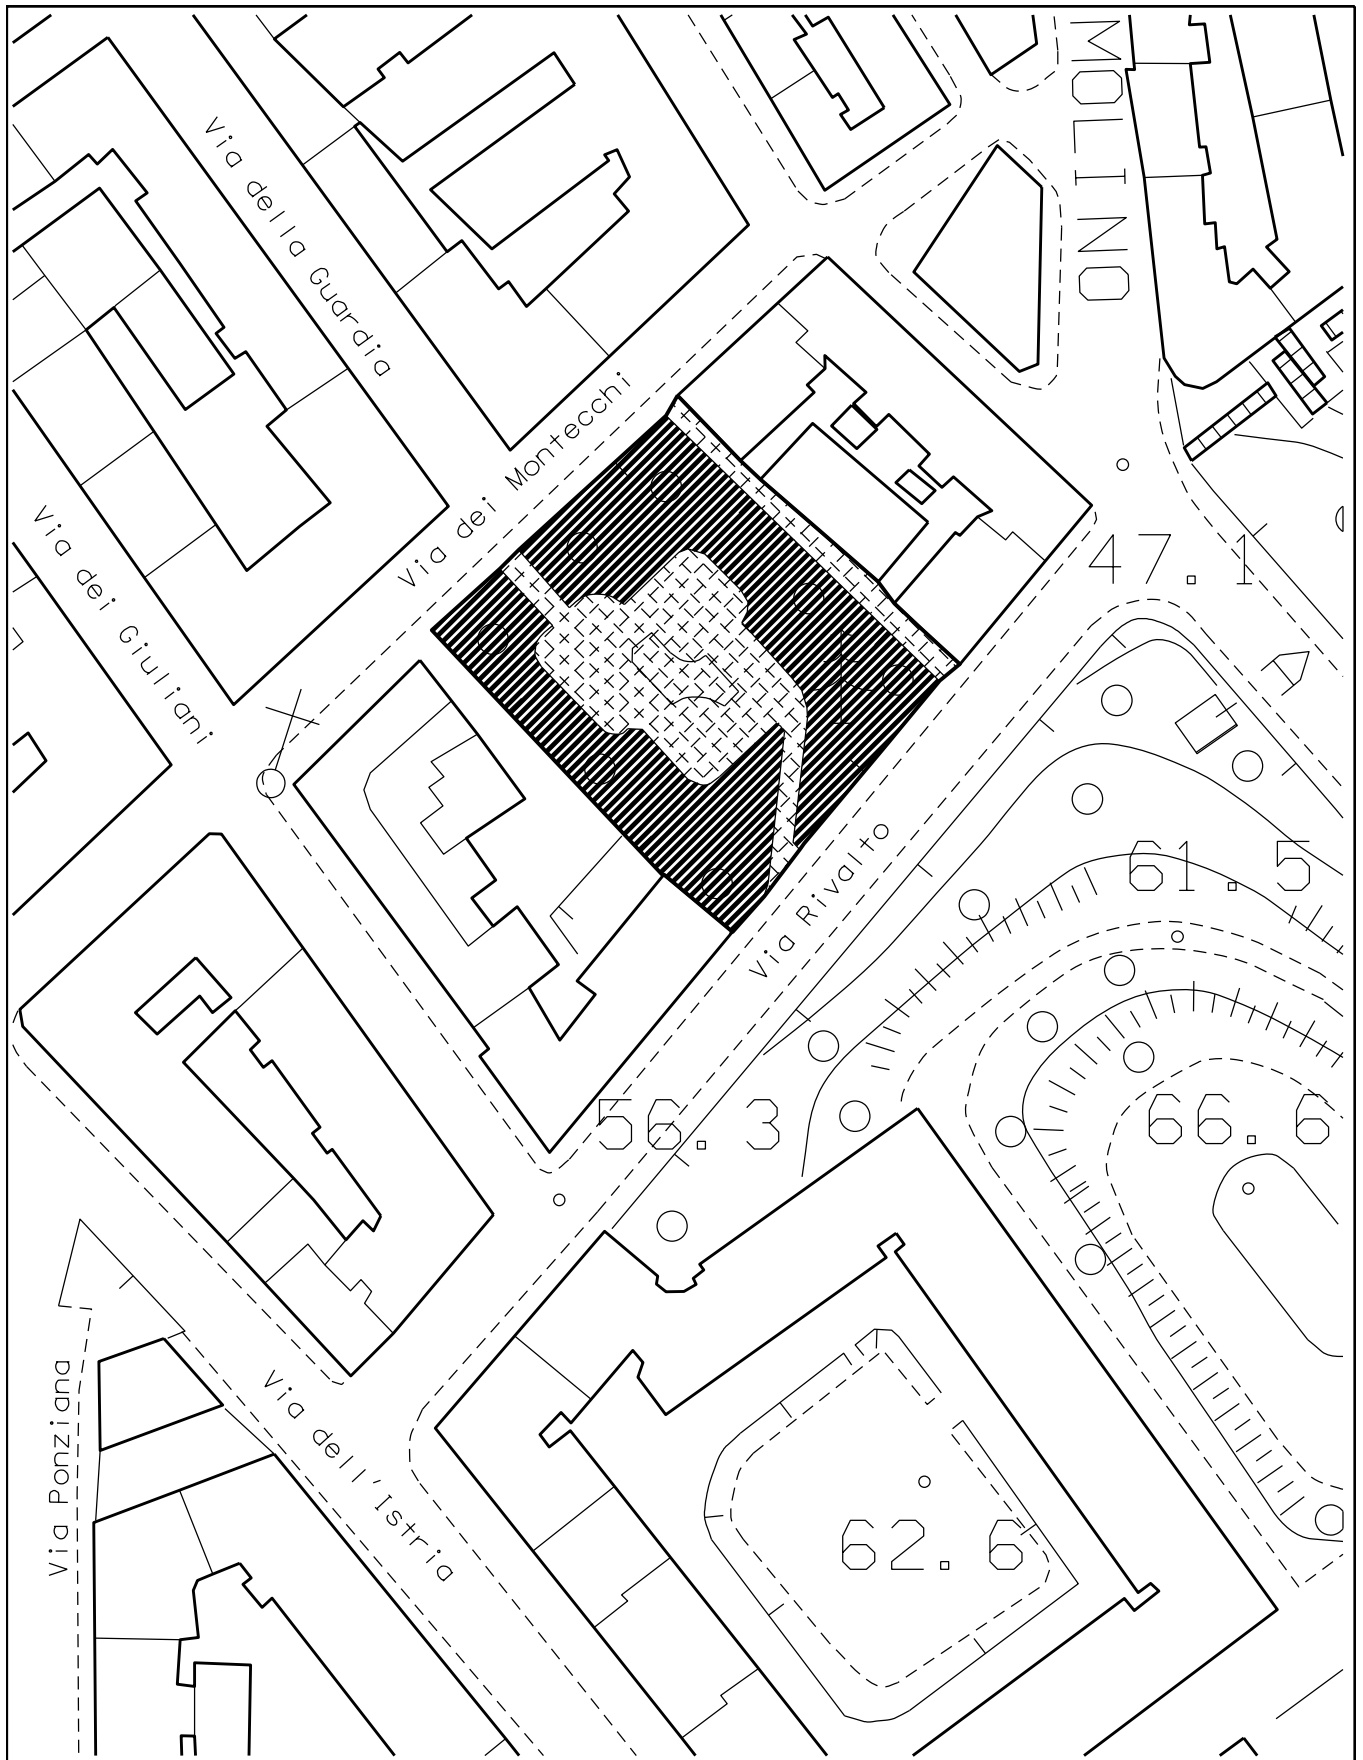 MOLINO
Via della Guardia
Via dei Montecchi
Via dei Giuliani
47.1
61.5
Via Rivalto
56.3
66.6
Via Ponziana
Via dell'Istria
62.6